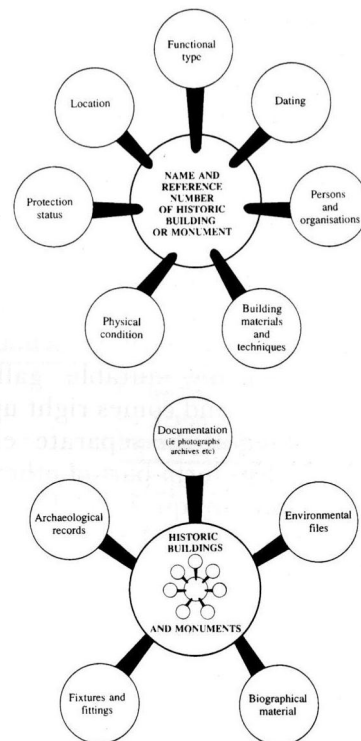 Functional
type
Location
Dating
NAME AND
REFERENCE
NUMBER
OF HISTORIC
BUILDING
OR MONUMENT
Protection
status
Persons
and
organisations
Physical
condition
Building
materials
and
techniques
Documentation
(ie photographs
archives etc)
Archaeological
records
Environmental
files
HISTORIC
BUILDINGS
AND MONUMENTS
Fixtures and
fittings
Biographical
material